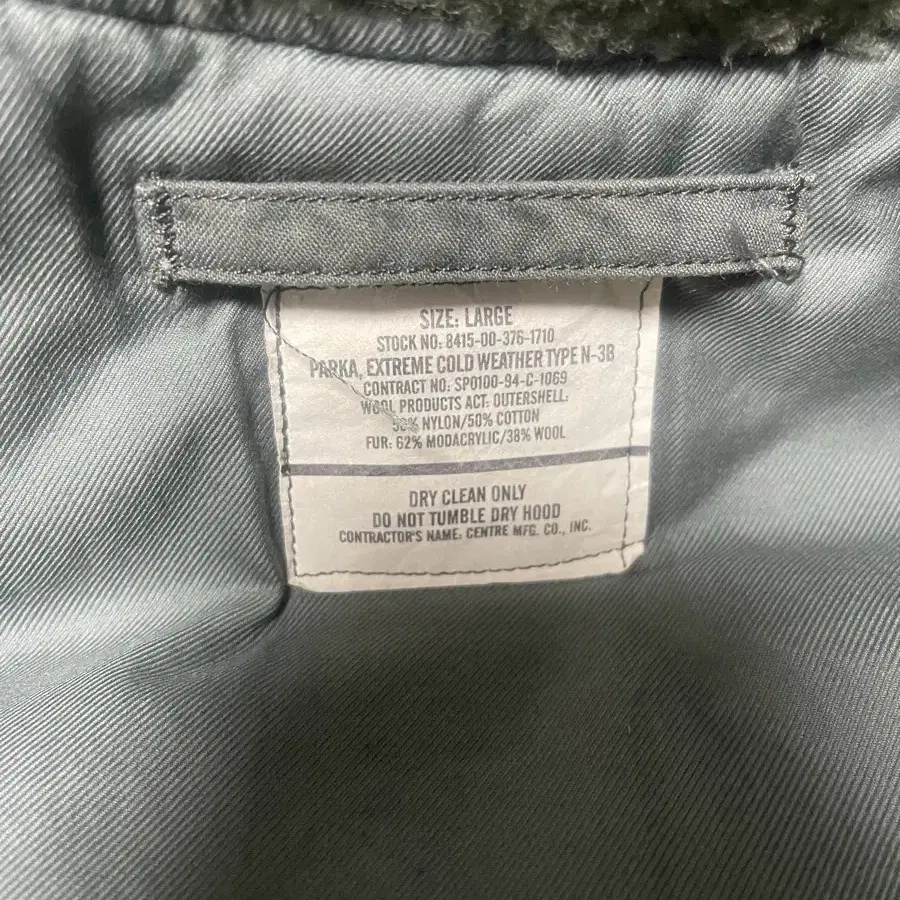 SIZE: LARGE
STOCK NO: 8415-00-376-1710
PARKA, EXTREME COLD WEATHER TYPE N-3B
CONTRACT NO: SPO100-94-C-1069
WOOL PRODUCTS ACT: OUTERSHELL:
50% NYLON/50% COTTON
FUR: 62% MODACRYLIC/38% WOOL
DRY CLEAN ONLY
DO NOT TUMBLE DRY HOOD
CONTRACTOR'S NAME: CENTRE MFG. CO., INC.